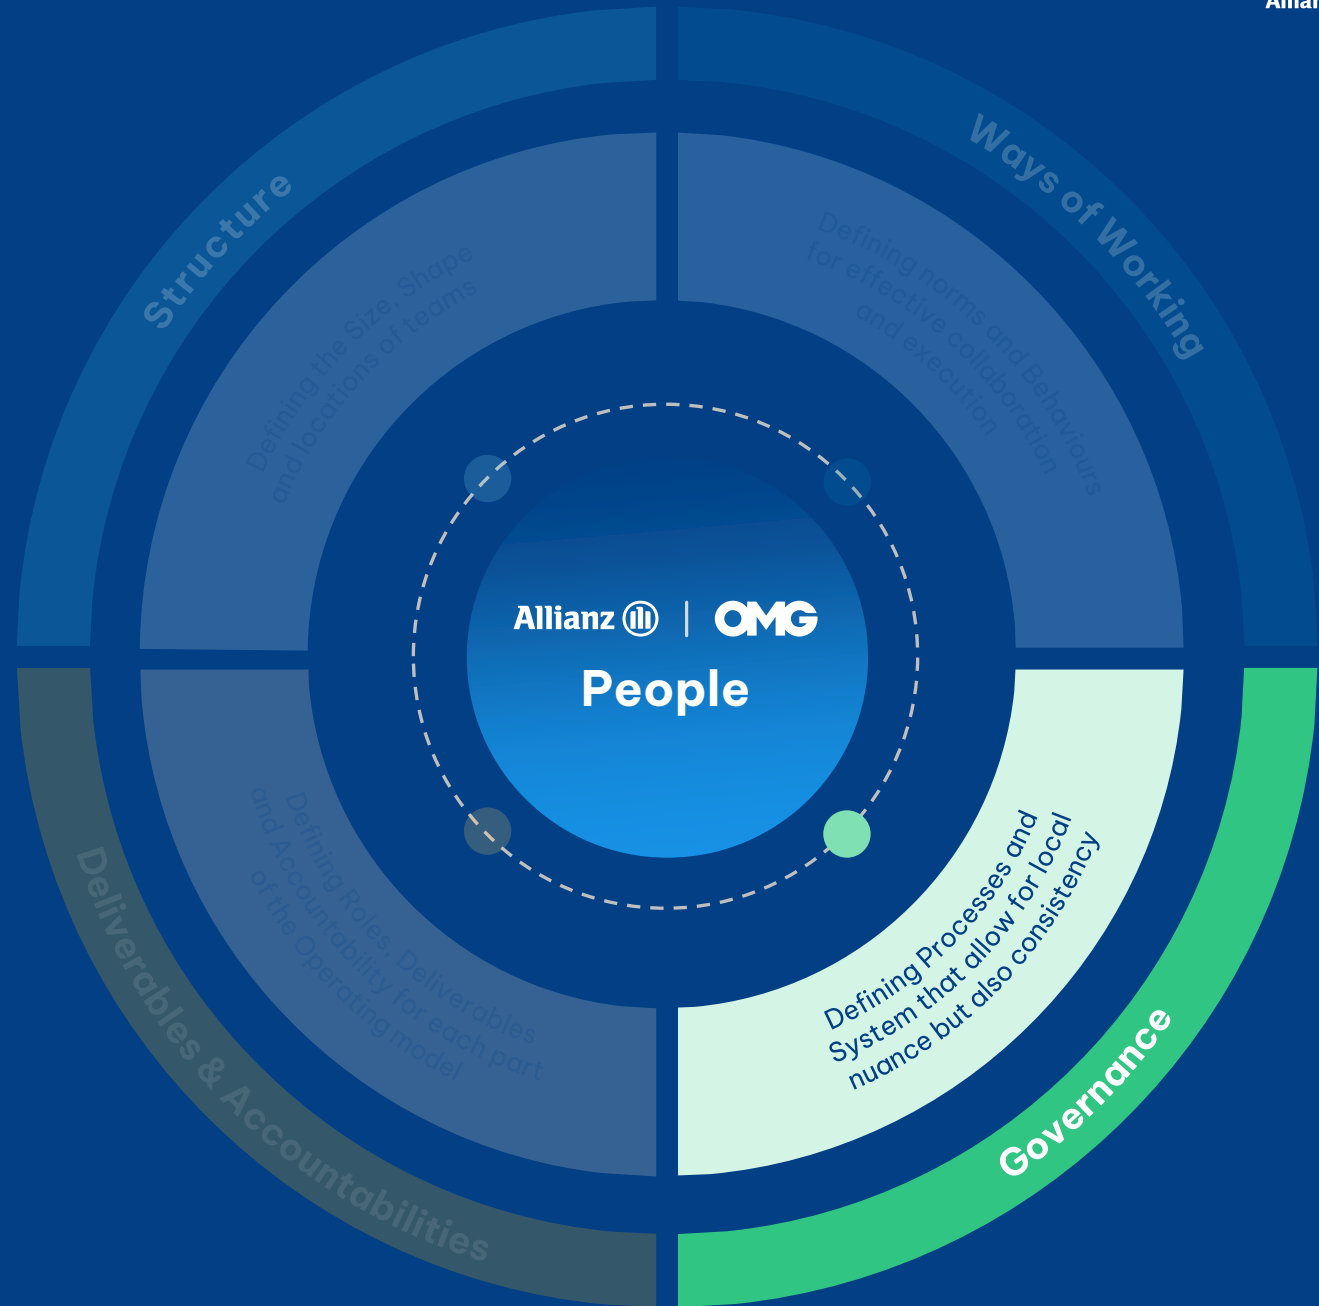 Structure
Defining the Size, Shape
and locations of teams
Ways of Working
Defining norms and Behaviours
for effective collaboration
and execution
Allianz | OMG
People
Defining Roles, Deliverables
and Accountability for each part
of the Operating model
Deliverables & Accountabilities
Defining Processes and
System that allow for local
nuance but also consistency
Governance